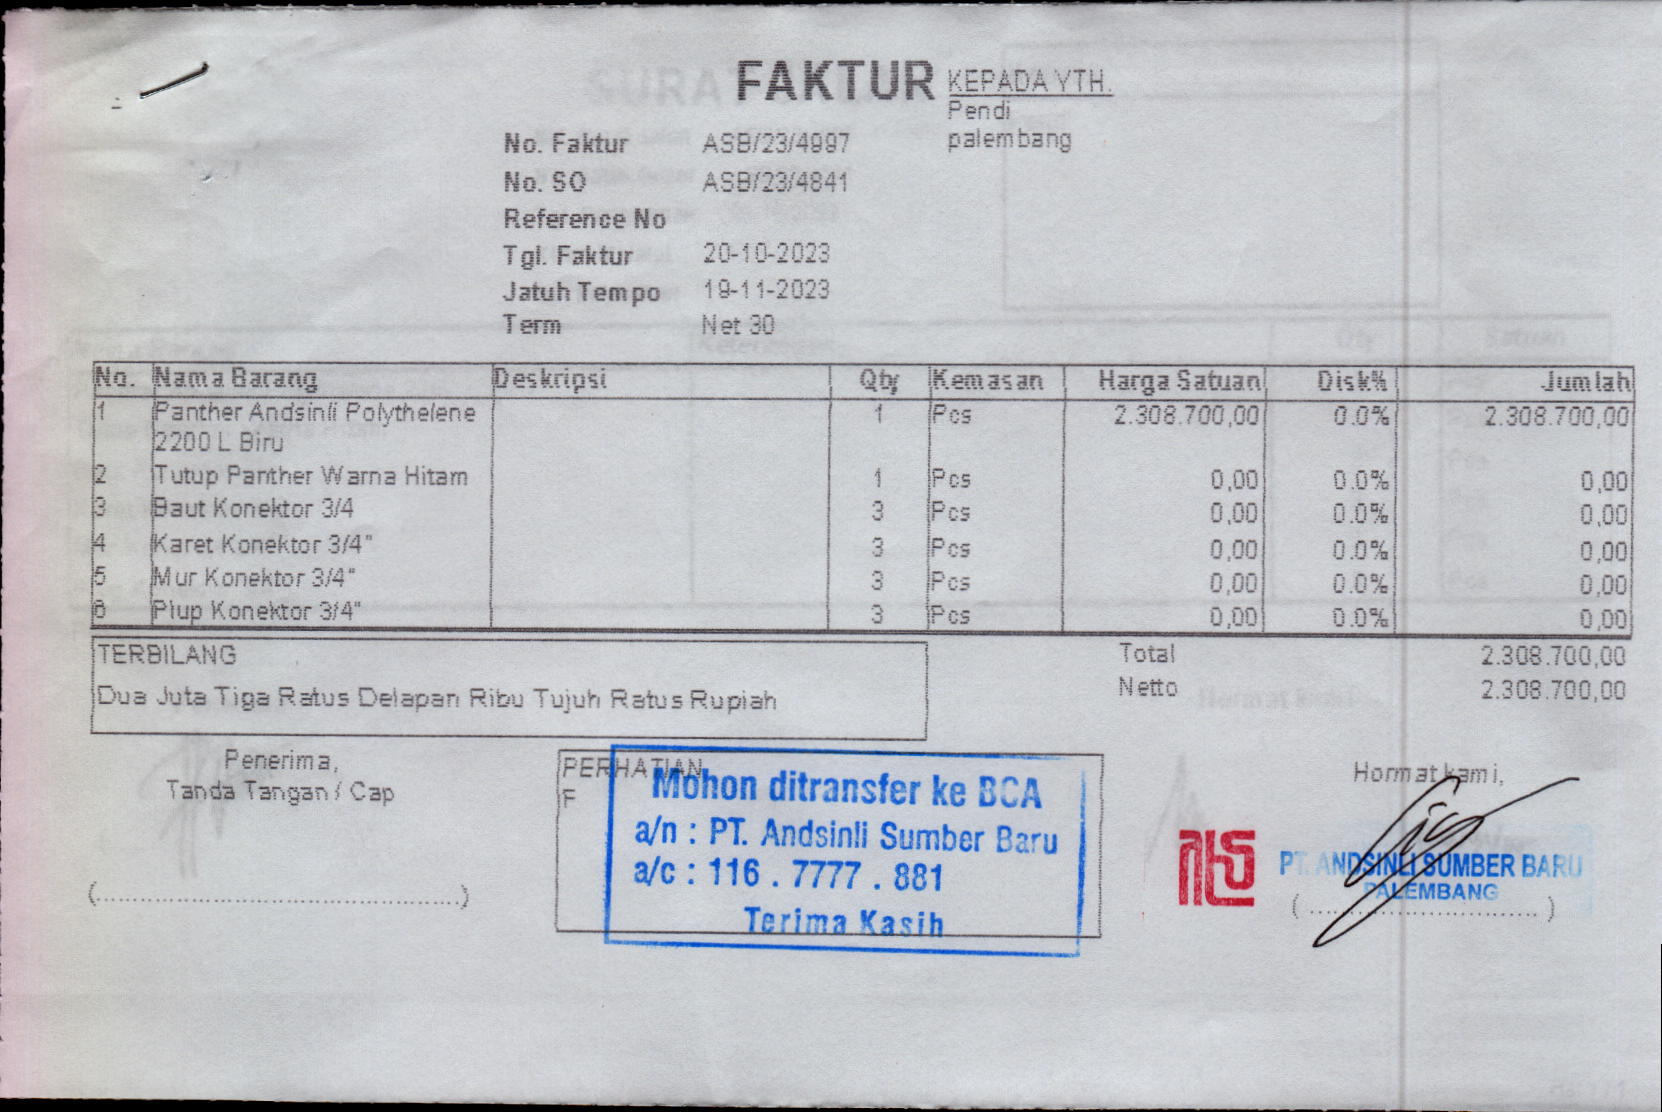 FAKTUR
KEPADA YTH.
Pendi
palembang
No. Faktur ASB/23/4997
No. SO ASB/23/4841
Reference No
Tgl. Faktur 20-10-2023
Jatuh Tempo 19-11-2023
Term Net 30
No. Nama Barang Deskripsi Qty Kemasan Harga Satuan Disk% Jumlah
1 Panther Andsinli Polythelene 1 Pcs 2.308.700,00 0.0% 2.308.700,00
2200 L Biru
2 Tutup Panther Warna Hitam 1 Pcs 0,00 0.0% 0,00
3 Baut Konektor 3/4 3 Pcs 0,00 0.0% 0,00
4 Karet Konektor 3/4" 3 Pcs 0,00 0.0% 0,00
5 Mur Konektor 3/4" 3 Pcs 0,00 0.0% 0,00
6 Plup Konektor 3/4" 3 Pcs 0,00 0.0% 0,00
TERBILANG
Dua Juta Tiga Ratus Delapan Ribu Tujuh Ratus Rupiah
Total 2.308.700,00
Netto 2.308.700,00
Penerima,
Tanda Tangan / Cap
(..............................................)
PERHATIAN
F
Mohon ditransfer ke BCA
a/n : PT. Andsinli Sumber Baru
a/c : 116 . 7777 . 881
Terima Kasih
Hormat kami,
PT. ANDSINLI SUMBER BARU
PALEMBANG
( ............................. )